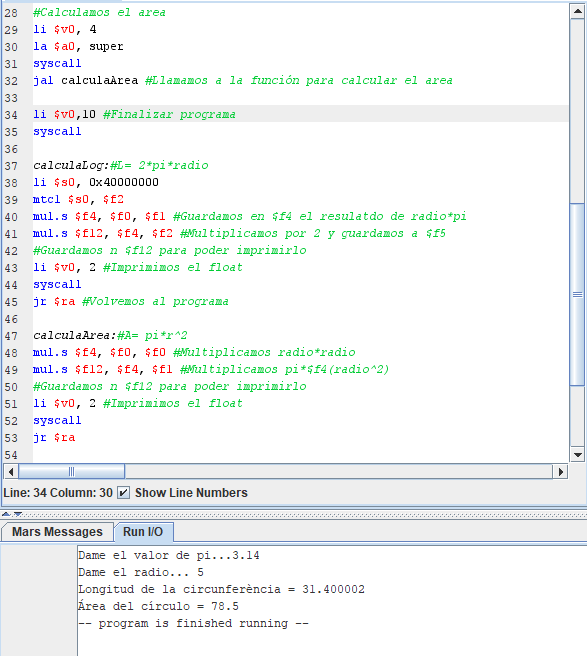 28 #Calculamos el area
29 li $v0, 4
30 la $a0, super
31 syscall
32 jal calculaArea #Llamamos a la función para calcular el area
33
34 li $v0,10 #Finalizar programa
35 syscall
36
37 calculaLog:#L= 2*pi*radio
38 li $s0, 0x40000000
39 mtc1 $s0, $f2
40 mul.s $f4, $f0, $f1 #Guardamos en $f4 el resulatdo de radio*pi
41 mul.s $f12, $f4, $f2 #Multiplicamos por 2 y guardamos a $f5
42 #Guardamos n $f12 para poder imprimirlo
43 li $v0, 2 #Imprimimos el float
44 syscall
45 jr $ra #Volvemos al programa
46
47 calculaArea:#A= pi*r^2
48 mul.s $f4, $f0, $f0 #Multiplicamos radio*radio
49 mul.s $f12, $f4, $f1 #Multiplicamos pi*$f4(radio^2)
50 #Guardamos n $f12 para poder imprimirlo
51 li $v0, 2 #Imprimimos el float
52 syscall
53 jr $ra
54
Line: 34 Column: 30 Show Line Numbers
Mars Messages Run I/O
Dame el valor de pi...3.14
Dame el radio... 5
Longitud de la circunferència = 31.400002
Área del círculo = 78.5
-- program is finished running --